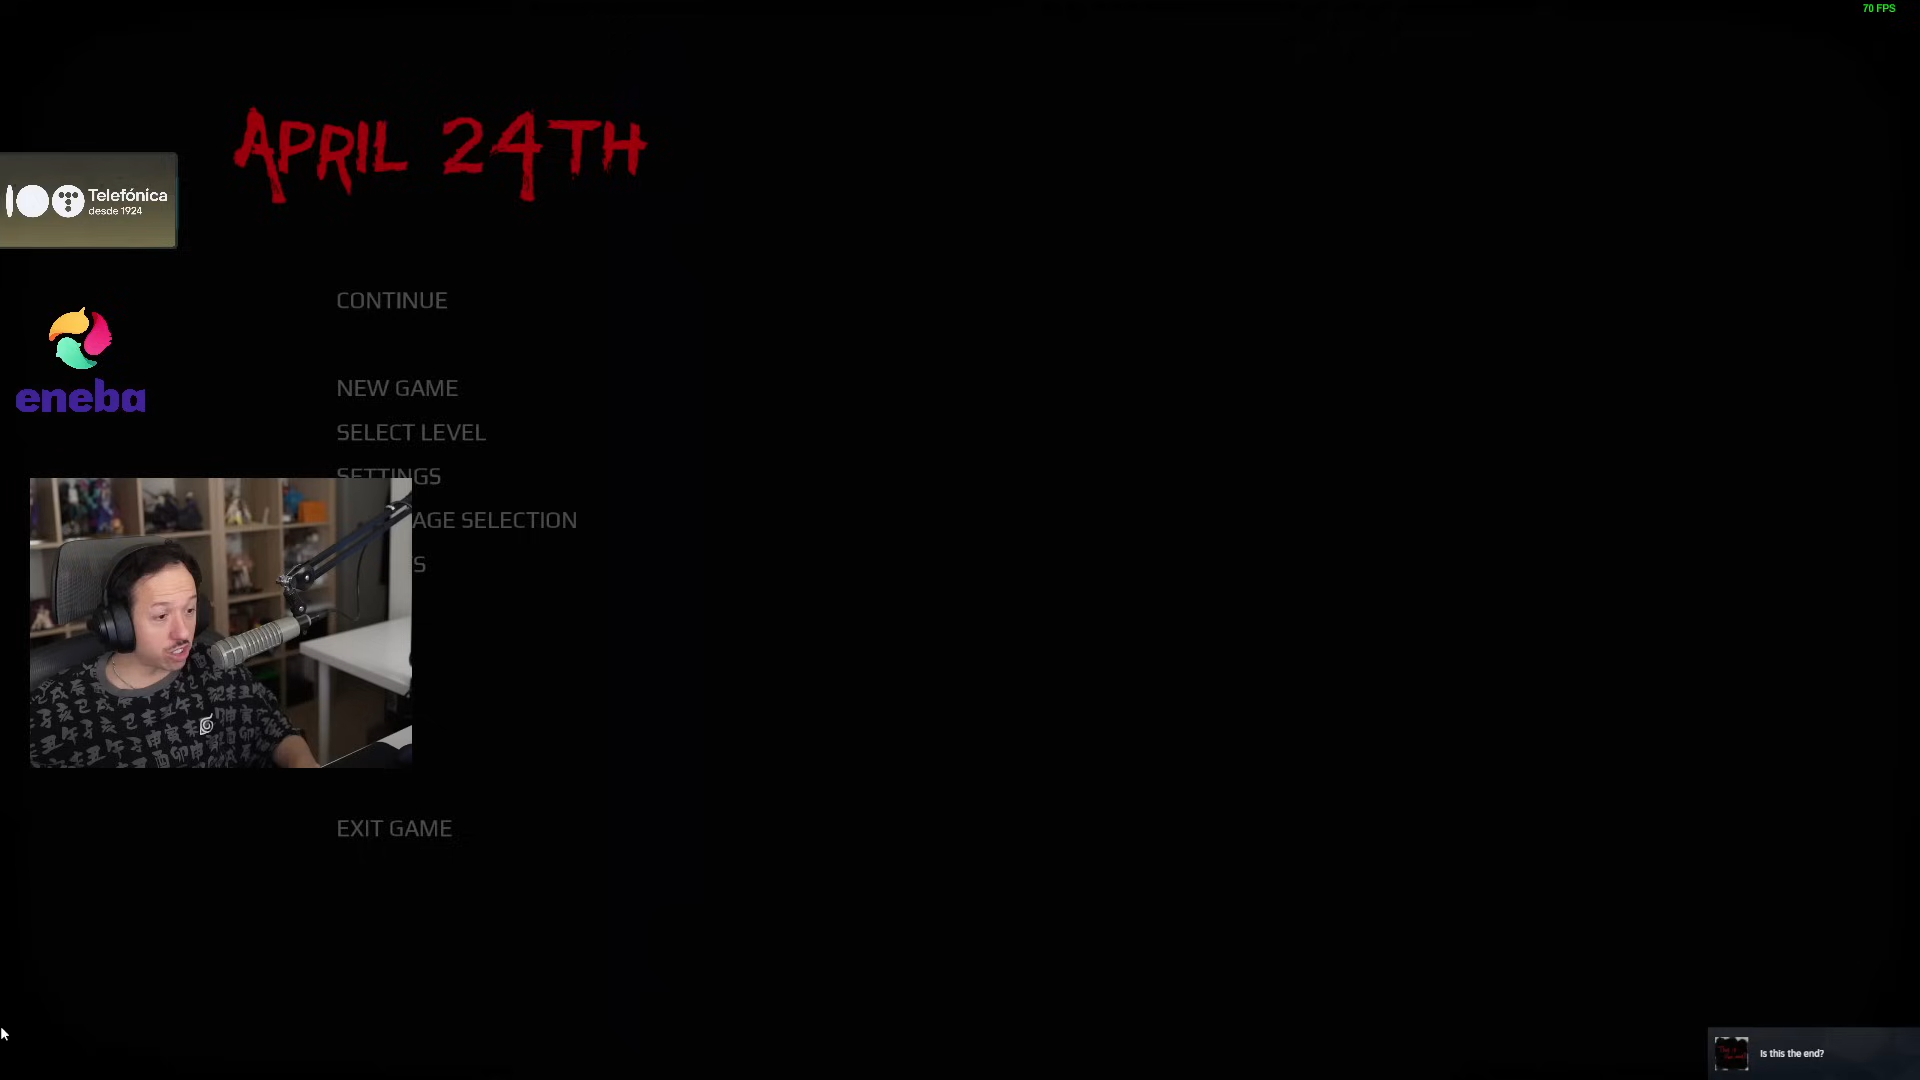 70 FPS
APRIL 24TH
Telefónica
desde 1924
CONTINUE
eneba
NEW GAME
SELECT LEVEL
SETTINGS
AGE SELECTION
S
EXIT GAME
Is this the end?